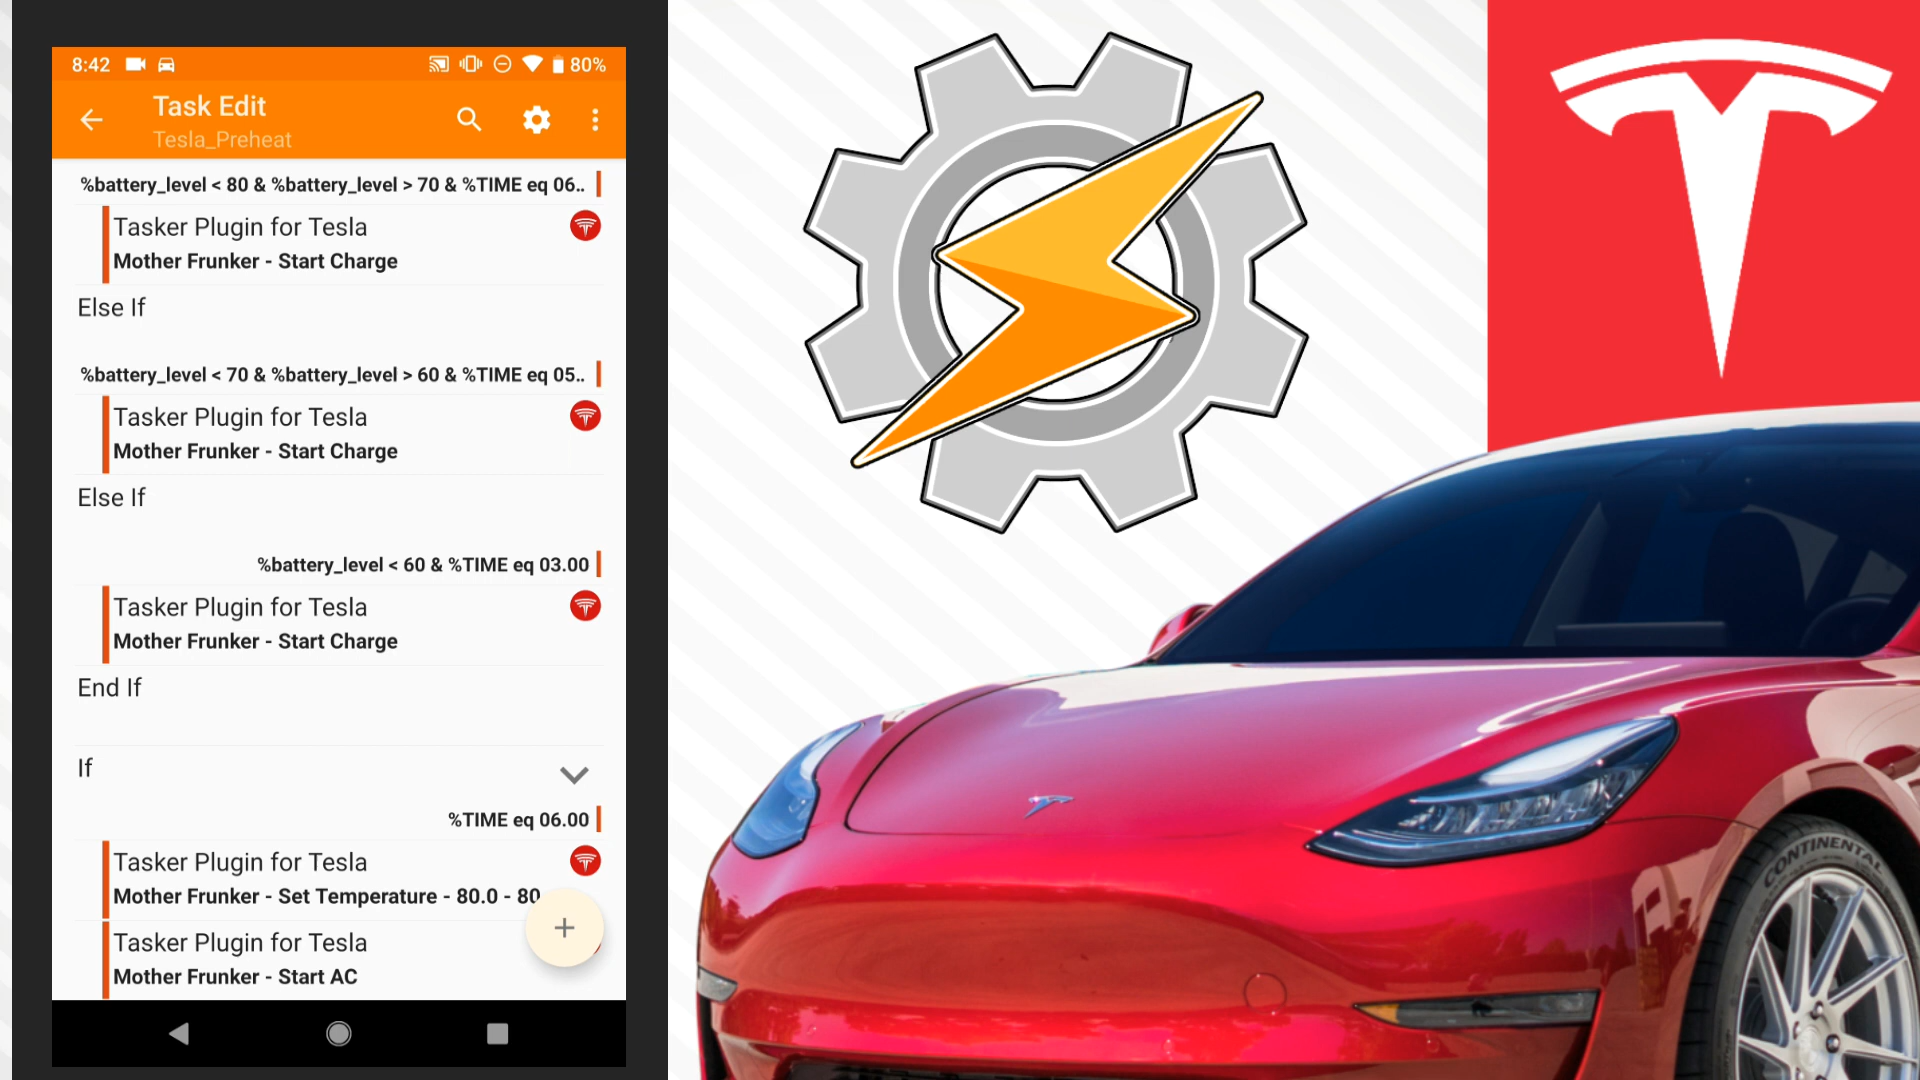 8:42
80%
Task Edit
Tesla_Preheat
%battery_level < 80 & %battery_level > 70 & %TIME eq 06..
Tasker Plugin for Tesla
Mother Frunker - Start Charge
Else If
%battery_level < 70 & %battery_level > 60 & %TIME eq 05..
Tasker Plugin for Tesla
Mother Frunker - Start Charge
Else If
%battery_level < 60 & %TIME eq 03.00
Tasker Plugin for Tesla
Mother Frunker - Start Charge
End If
If
%TIME eq 06.00
Tasker Plugin for Tesla
Mother Frunker - Set Temperature - 80.0 - 80
Tasker Plugin for Tesla
Mother Frunker - Start AC
CONTINENTAL